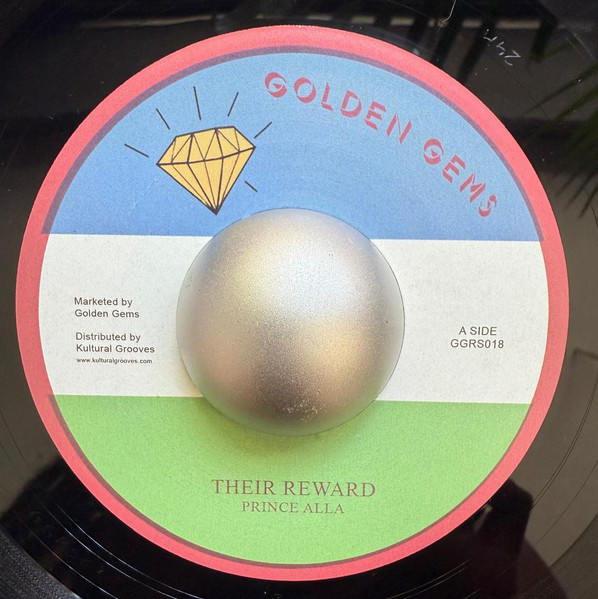 GOLDEN GEMS
Marketed by
Golden Gems
Distributed by
Kultural Grooves
www.kulturalgrooves.com
A SIDE
GGRS018
THEIR REWARD
PRINCE ALLA